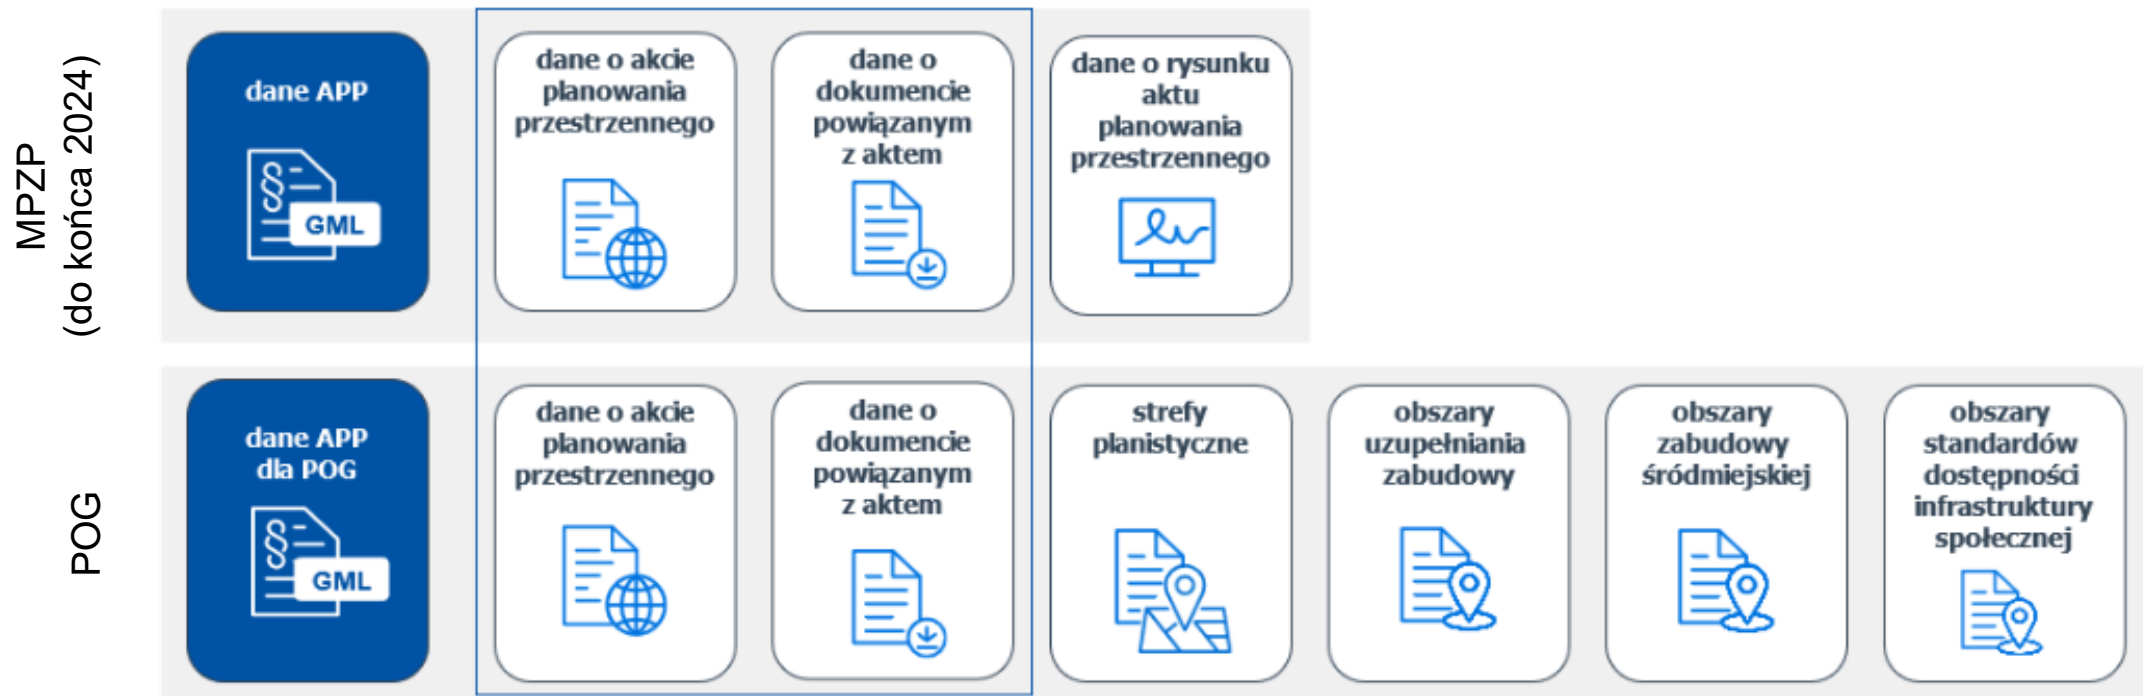 MPZP
(do końca 2024)
dane APP
GML
dane o akcie
planowania
przestrzennego
dane o
dokumencie
powiązanym
z aktem
dane o rysunku
aktu
planowania
przestrzennego
POG
dane APP
dla POG
GML
dane o akcie
planowania
przestrzennego
dane o
dokumencie
powiązanym
z aktem
strefy
planistyczne
obszary
uzupełniania
zabudowy
obszary
zabudowy
śródmiejskiej
obszary
standardów
dostępności
infrastruktury
społecznej